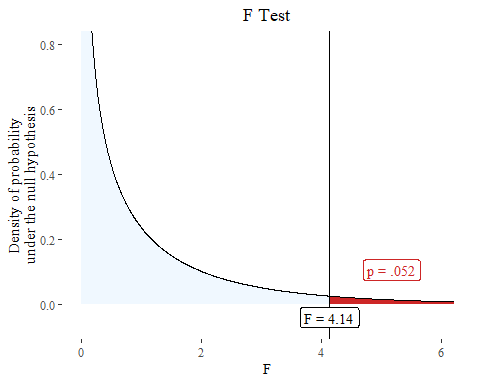 F Test
Density of probability
under the null hypothesis
0.8
0.6
0.4
0.2
0.0
p = .052
F = 4.14
0
2
4
6
F